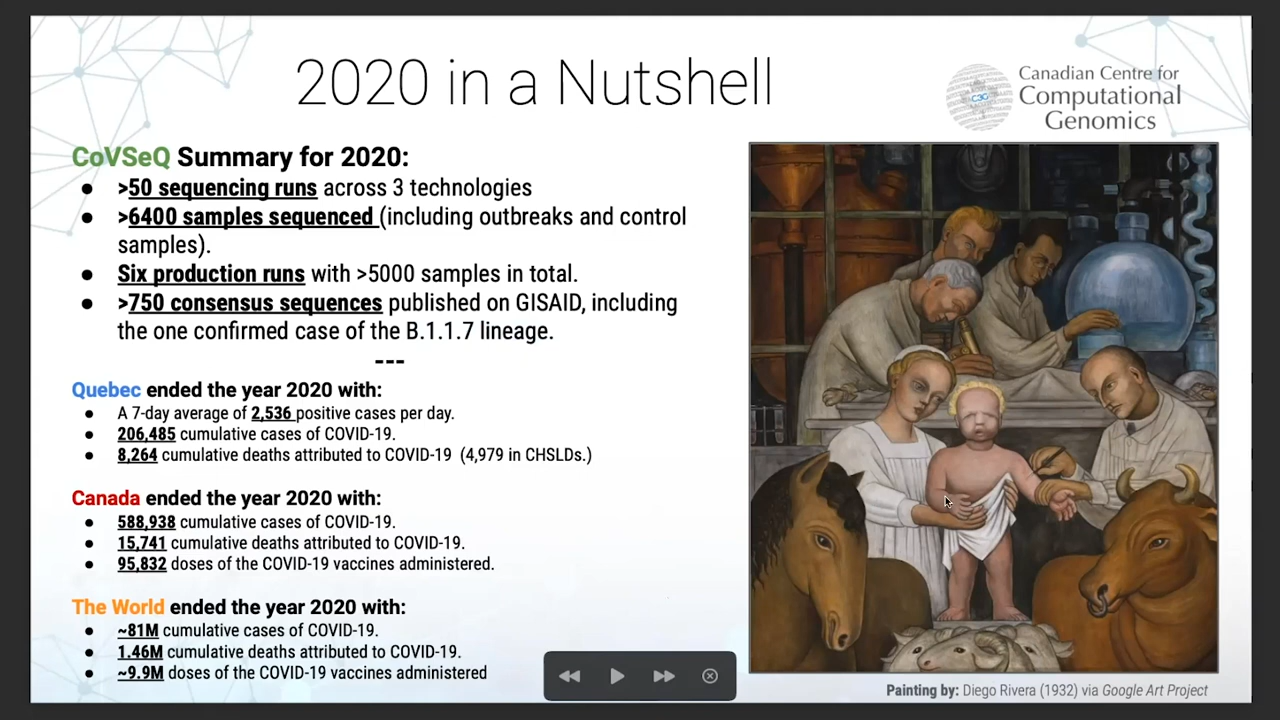 2020 in a Nutshell
Canadian Centre for
Computational
Genomics
C3G
CoVSeQ Summary for 2020:
● >50 sequencing runs across 3 technologies
● >6400 samples sequenced (including outbreaks and control
samples).
● Six production runs with >5000 samples in total.
● >750 consensus sequences published on GISAID, including
the one confirmed case of the B.1.1.7 lineage.
---
Quebec ended the year 2020 with:
● A 7-day average of 2,536 positive cases per day.
● 206,485 cumulative cases of COVID-19.
● 8,264 cumulative deaths attributed to COVID-19 (4,979 in CHSLDs.)
Canada ended the year 2020 with:
● 588,938 cumulative cases of COVID-19.
● 15,741 cumulative deaths attributed to COVID-19.
● 95,832 doses of the COVID-19 vaccines administered.
The World ended the year 2020 with:
● ~81M cumulative cases of COVID-19.
● 1.46M cumulative deaths attributed to COVID-19.
● ~9.9M doses of the COVID-19 vaccines administered
Painting by: Diego Rivera (1932) via Google Art Project